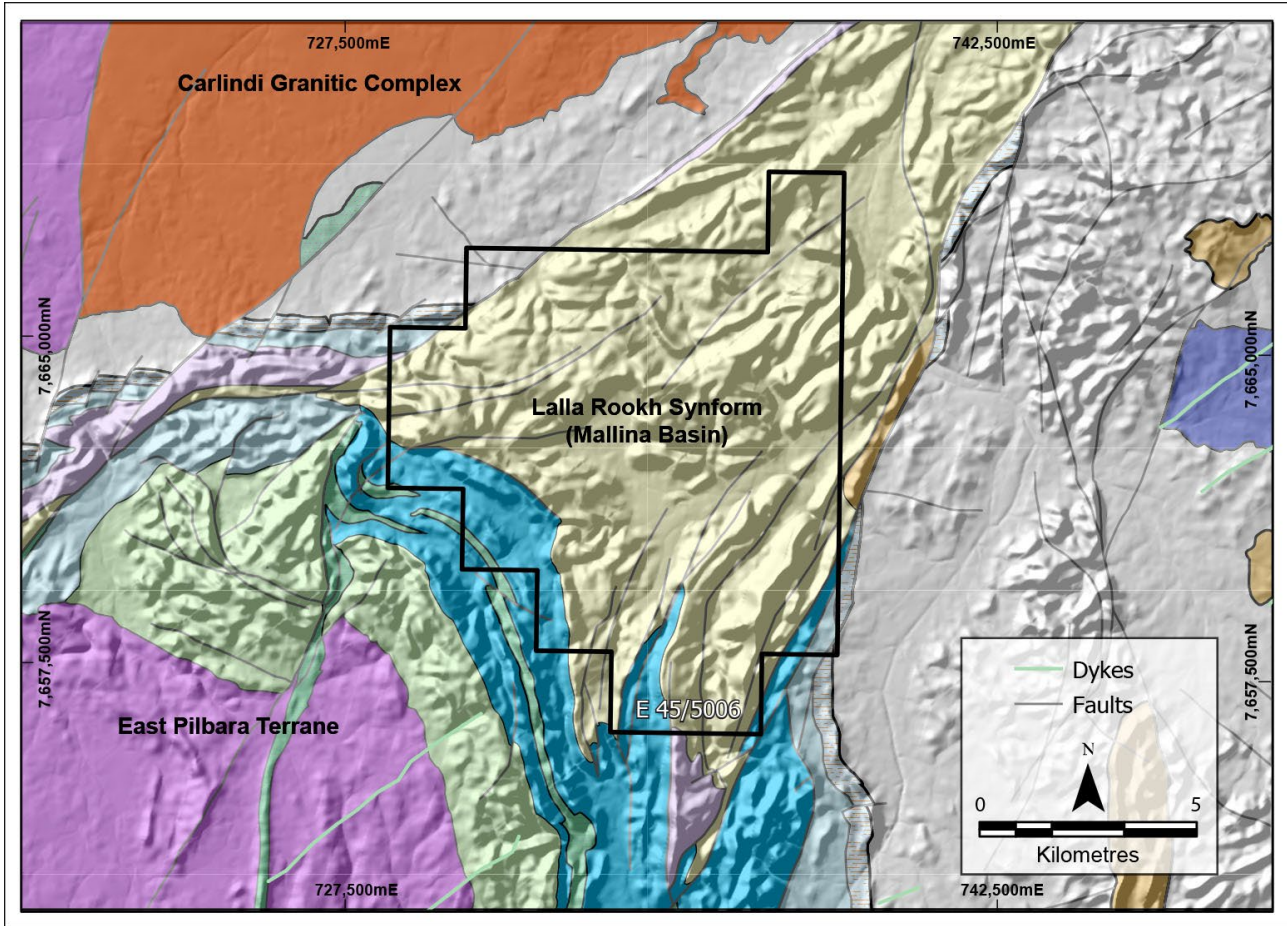 727,500mE
742,500mE
Carlindi Granitic Complex
7,665,000mN
7,665,000mN
Lalla Rookh Synform
(Mallina Basin)
7,657,500mN
7,657,500mN
E 45/5006
East Pilbara Terrane
Dykes
Faults
N
0 5
Kilometres
727,500mE
742,500mE